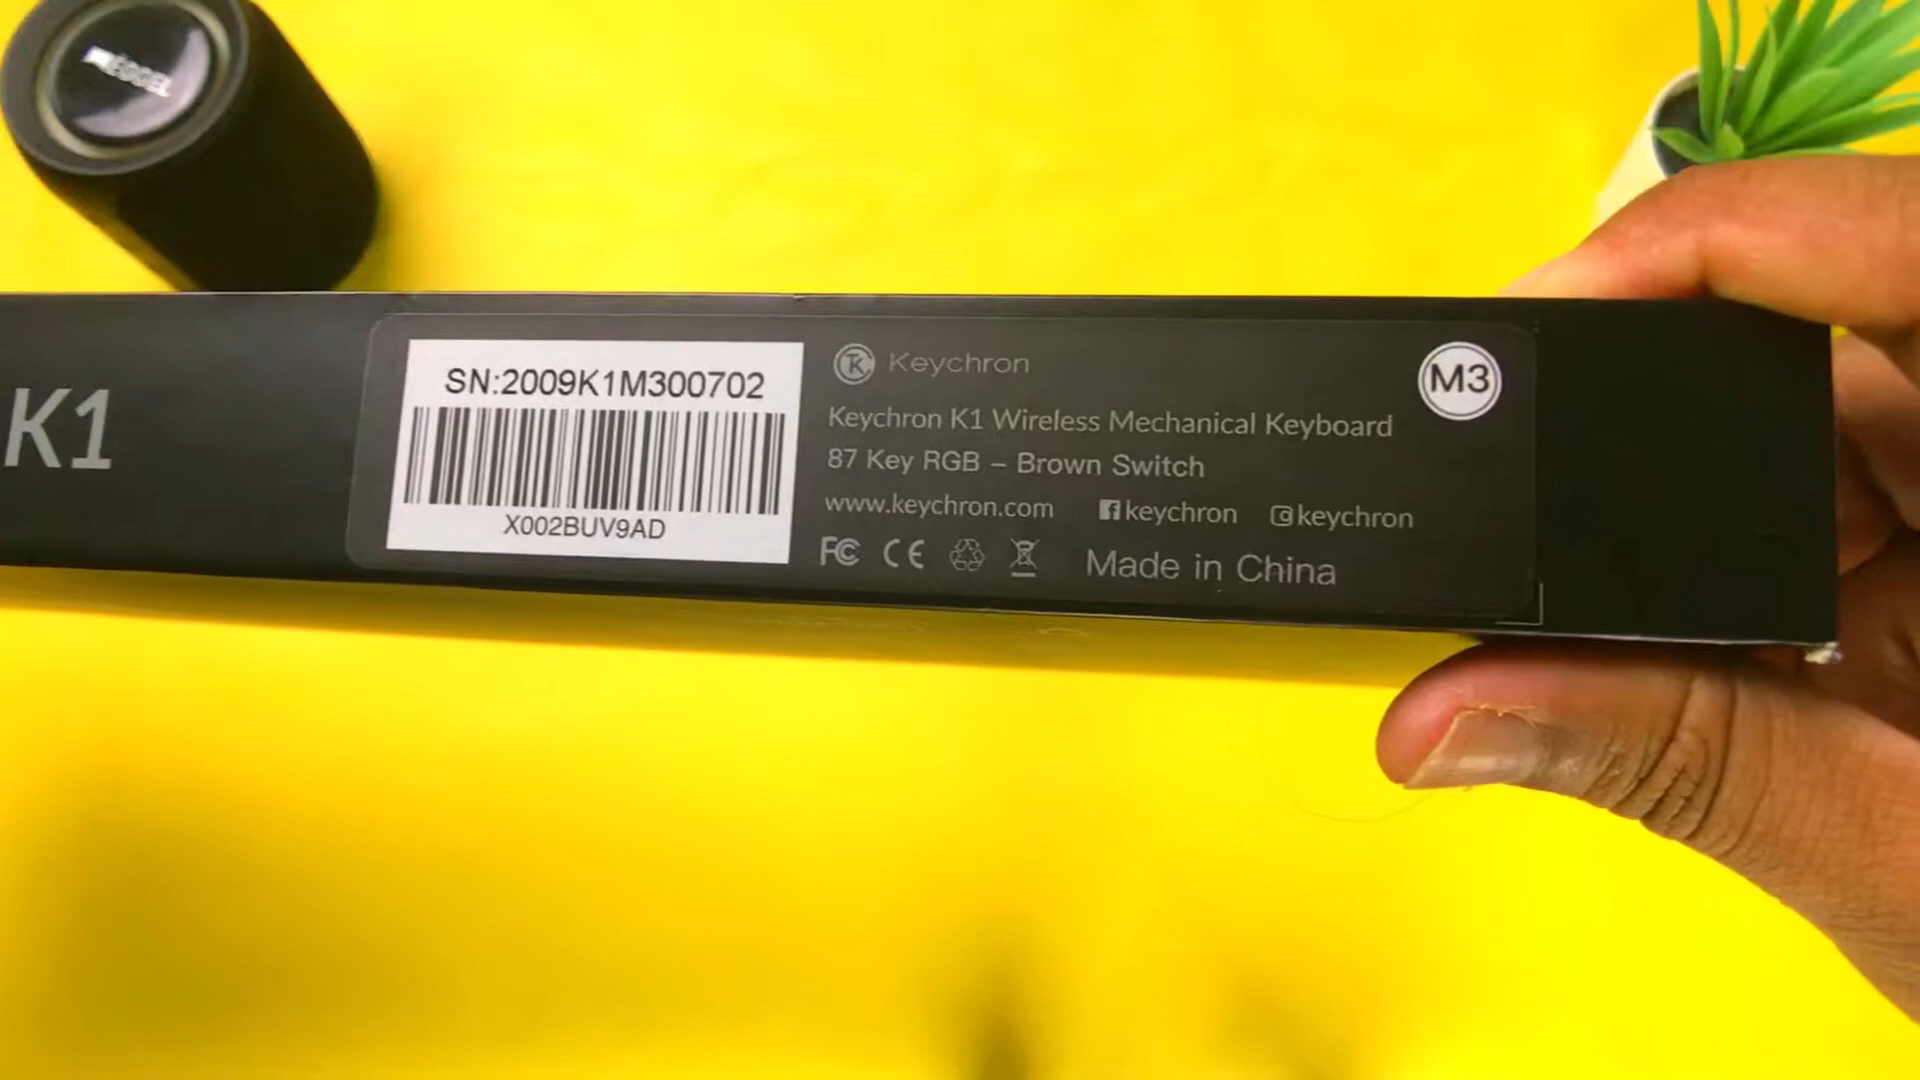 K1
SN:2009K1M300702
X002BUV9AD
Keychron
M3
Keychron K1 Wireless Mechanical Keyboard
87 Key RGB – Brown Switch
www.keychron.com keychron keychron
FC CE Made in China